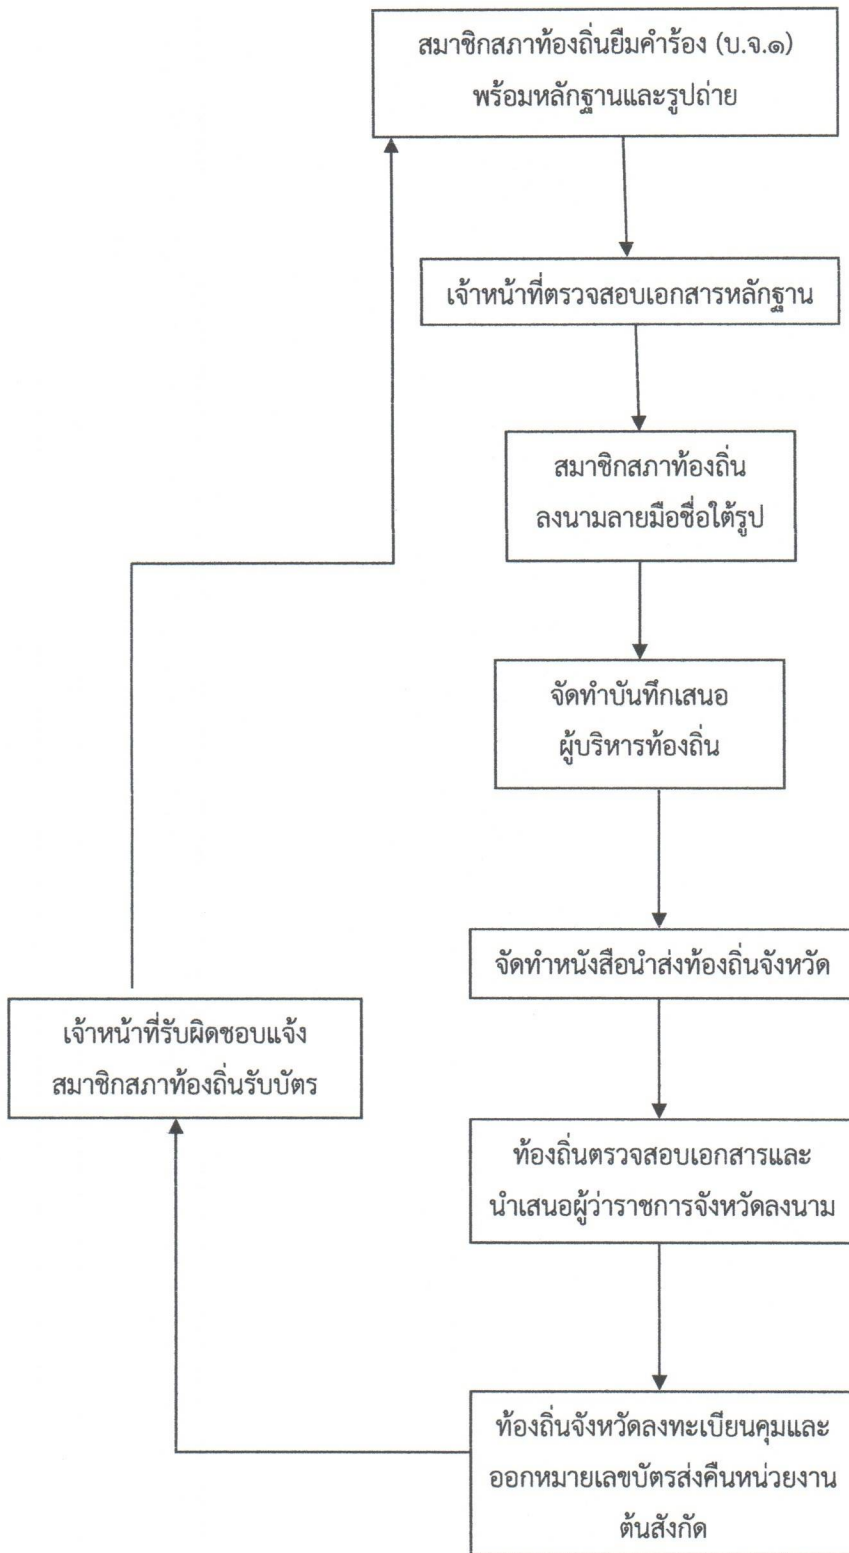 สมาชิกสภาท้องถิ่นยืมคำร้อง (บ.จ.๑)
พร้อมหลักฐานและรูปถ่าย
เจ้าหน้าที่ตรวจสอบเอกสารหลักฐาน
สมาชิกสภาท้องถิ่น
ลงนามลายมือชื่อใต้รูป
จัดทำบันทึกเสนอ
ผู้บริหารท้องถิ่น
จัดทำหนังสือนำส่งท้องถิ่นจังหวัด
ท้องถิ่นตรวจสอบเอกสารและ
นำเสนอผู้ว่าราชการจังหวัดลงนาม
ท้องถิ่นจังหวัดลงทะเบียนคุมและ
ออกหมายเลขบัตรส่งคืนหน่วยงาน
ต้นสังกัด
เจ้าหน้าที่รับผิดชอบแจ้ง
สมาชิกสภาท้องถิ่นรับบัตร